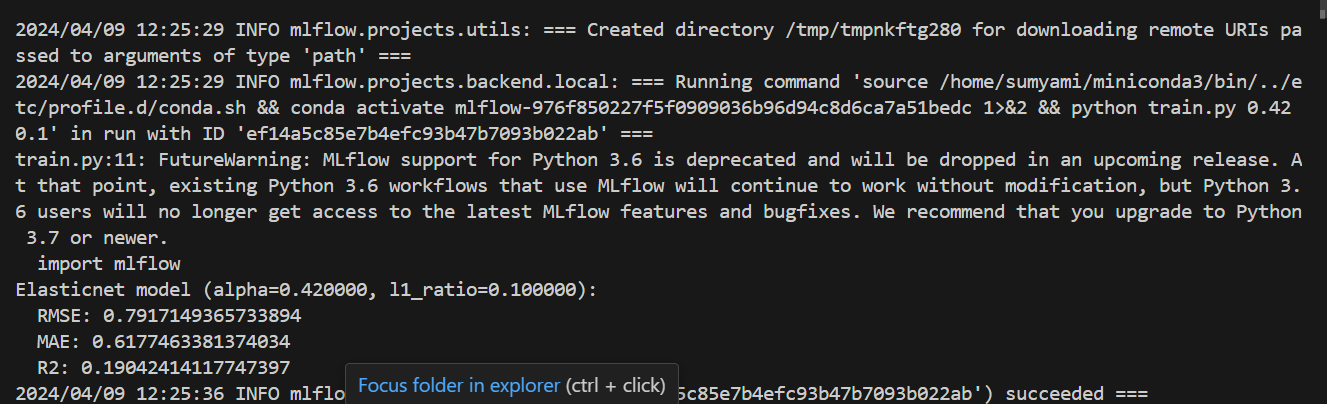 2024/04/09 12:25:29 INFO mlflow.projects.utils: === Created directory /tmp/tmpnkftg280 for downloading remote URIs pa
ssed to arguments of type 'path' ===
2024/04/09 12:25:29 INFO mlflow.projects.backend.local: === Running command 'source /home/sumyami/miniconda3/bin/../e
tc/profile.d/conda.sh && conda activate mlflow-976f850227f5f0909036b96d94c8d6ca7a51bedc 1>&2 && python train.py 0.42
0.1' in run with ID 'ef14a5c85e7b4efc93b47b7093b022ab' ===
train.py:11: FutureWarning: MLflow support for Python 3.6 is deprecated and will be dropped in an upcoming release. A
t that point, existing Python 3.6 workflows that use MLflow will continue to work without modification, but Python 3.
6 users will no longer get access to the latest MLflow features and bugfixes. We recommend that you upgrade to Python
 3.7 or newer.
  import mlflow
Elasticnet model (alpha=0.420000, l1_ratio=0.100000):
  RMSE: 0.7917149365733894
  MAE: 0.6177463381374034
  R2: 0.19042414117747397
Focus folder in explorer (ctrl + click)
2024/04/09 12:25:36 INFO mlflo 5c85e7b4efc93b47b7093b022ab') succeeded ===